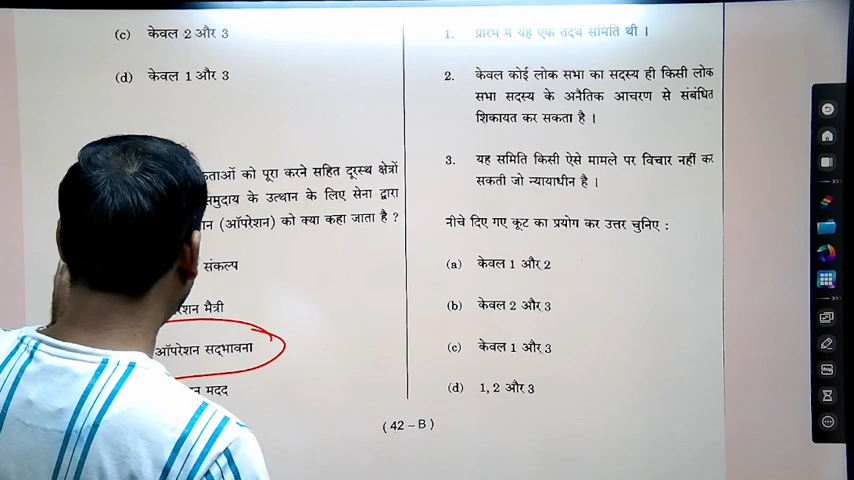 (c) केवल 2 और 3
(d) केवल 1 और 3
को पूरा करने सहित दूरस्थ क्षेत्रों
के उत्थान के लिए सेना द्वारा
(ऑपरेशन) को क्या कहा जाता है ?
संकल्प
मैत्री
ऑपरेशन सद्भावना
मदद
1. प्रारंभ में यह एक तदर्थ समिति थी ।
2. केवल कोई लोक सभा का सदस्य ही किसी लोक
सभा सदस्य के अनैतिक आचरण से संबंधित
शिकायत कर सकता है ।
3. यह समिति किसी ऐसे मामले पर विचार नहीं कर
सकती जो न्यायाधीन है ।
नीचे दिए गए कूट का प्रयोग कर उत्तर चुनिए :
(a) केवल 1 और 2
(b) केवल 2 और 3
(c) केवल 1 और 3
(d) 1, 2 और 3
( 42 – B )